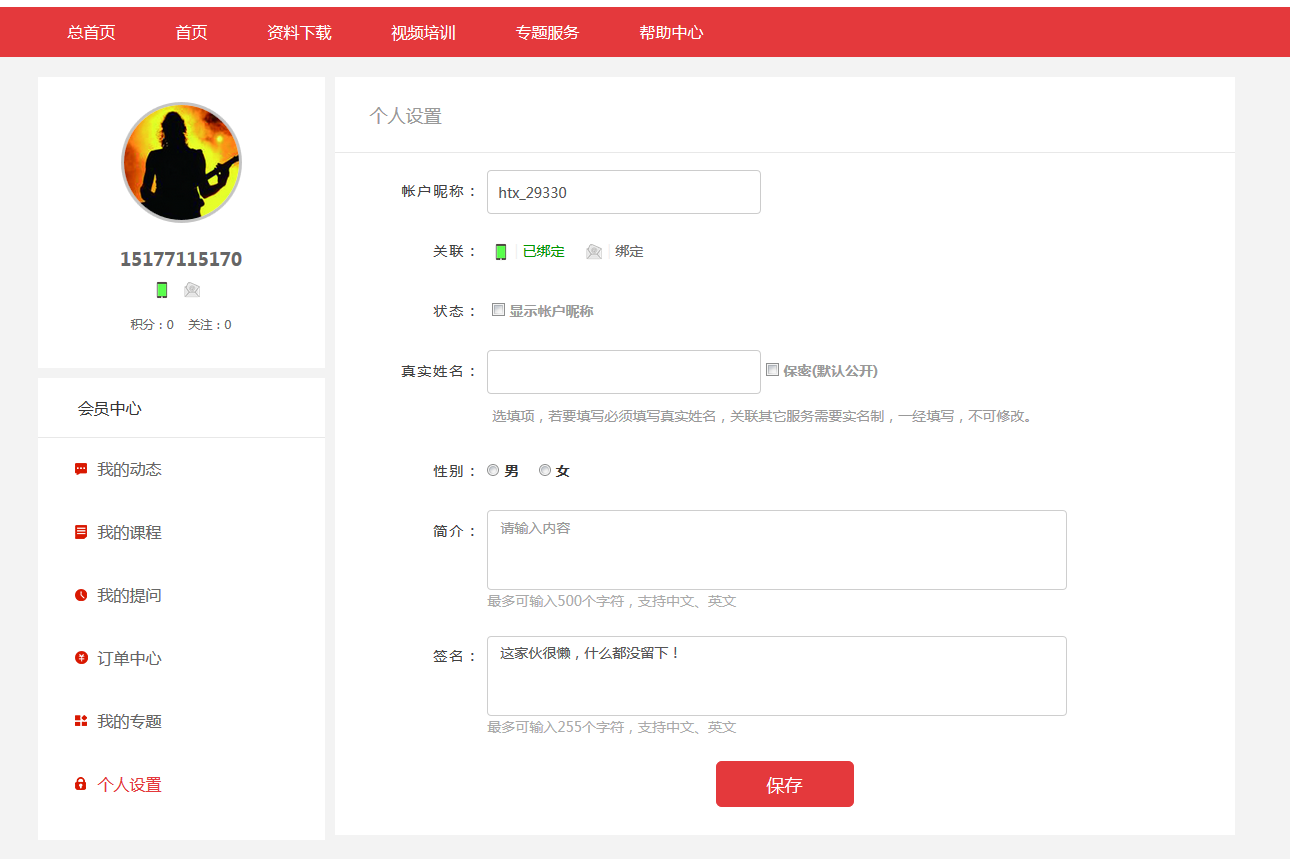 总首页 首页 资料下载 视频培训 专题服务 帮助中心
15177115170
积分：0 关注：0
会员中心
我的动态
我的课程
我的提问
订单中心
我的专题
个人设置
个人设置
帐户昵称： htx_29330
关联： 已绑定 绑定
状态： 显示帐户昵称
真实姓名： 保密(默认公开)
选填项，若要填写必须填写真实姓名，关联其它服务需要实名制，一经填写，不可修改。
性别： 男 女
简介： 请输入内容
最多可输入500个字符，支持中文、英文
签名： 这家伙很懒，什么都没留下！
最多可输入255个字符，支持中文、英文
保存